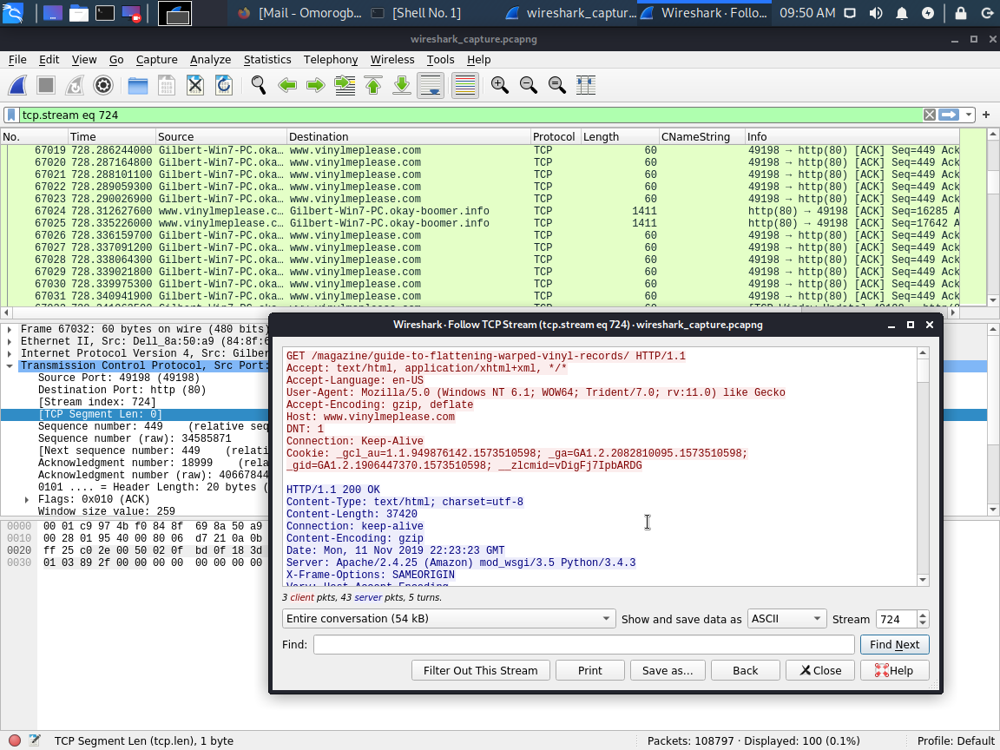 [Mail - Omorogb... [Shell No. 1] wireshark_captur... Wireshark · Follo... 09:50 AM
wireshark_capture.pcapng
File Edit View Go Capture Analyze Statistics Telephony Wireless Tools Help
tcp.stream eq 724
No. Time Source Destination Protocol Length CNameString Info
67019 728.286244000 Gilbert-Win7-PC.oka… www.vinylmeplease.com TCP 60 49198 → http(80) [ACK] Seq=449 Ack
67020 728.287164800 Gilbert-Win7-PC.oka… www.vinylmeplease.com TCP 60 49198 → http(80) [ACK] Seq=449 Ack
67021 728.288101100 Gilbert-Win7-PC.oka… www.vinylmeplease.com TCP 60 49198 → http(80) [ACK] Seq=449 Ack
67022 728.289059300 Gilbert-Win7-PC.oka… www.vinylmeplease.com TCP 60 49198 → http(80) [ACK] Seq=449 Ack
67023 728.290026900 Gilbert-Win7-PC.oka… www.vinylmeplease.com TCP 60 49198 → http(80) [ACK] Seq=449 Ack
67024 728.312627600 www.vinylmeplease.c… Gilbert-Win7-PC.okay-boomer.info TCP 1411 http(80) → 49198 [ACK] Seq=16285 A
67025 728.335226000 www.vinylmeplease.c… Gilbert-Win7-PC.okay-boomer.info TCP 1411 http(80) → 49198 [ACK] Seq=17642 A
67026 728.336159700 Gilbert-Win7-PC.oka… www.vinylmeplease.com TCP 60 49198 → http(80) [ACK] Seq=449 Ack
67027 728.337091200 Gilbert-Win7-PC.oka… www.vinylmeplease.com TCP 60 49198 → http(80) [ACK] Seq=449 Ack
67028 728.338064300 Gilbert-Win7-PC.oka… www.vinylmeplease.com TCP 60 49198 → http(80) [ACK] Seq=449 Ack
67029 728.339021800 Gilbert-Win7-PC.oka… www.vinylmeplease.com TCP 60 49198 → http(80) [ACK] Seq=449 Ack
67030 728.339975300 Gilbert-Win7-PC.oka… www.vinylmeplease.com TCP 60 49198 → http(80) [ACK] Seq=449 Ack
67031 728.340941900 Gilbert-Win7-PC.oka… www.vinylmeplease.com TCP 60 49198 → http(80) [ACK] Seq=449 Ack
Frame 67032: 60 bytes on wire (480 bits)
Ethernet II, Src: Dell_8a:50:a9 (84:8f:6
Internet Protocol Version 4, Src: Gilber
Transmission Control Protocol, Src Port:
Source Port: 49198 (49198)
Destination Port: http (80)
[Stream index: 724]
[TCP Segment Len: 0]
Sequence number: 449 (relative seq
Sequence number (raw): 34585871
[Next sequence number: 449 (relati
Acknowledgment number: 18999 (rela
Acknowledgment number (raw): 40667844
0101 .... = Header Length: 20 bytes (
Flags: 0x010 (ACK)
Window size value: 259
0000 00 01 c9 97 4b f0 84 8f 69 8a 50 a9
0010 00 28 01 95 40 00 80 06 d7 21 0a 0b
0020 ff 25 c0 2e 00 50 02 0f bd 0f 18 3d
0030 01 03 89 2f 00 00 00 00 00 00 00 00
Wireshark · Follow TCP Stream (tcp.stream eq 724) · wireshark_capture.pcapng
GET /magazine/guide-to-flattening-warped-vinyl-records/ HTTP/1.1
Accept: text/html, application/xhtml+xml, */*
Accept-Language: en-US
User-Agent: Mozilla/5.0 (Windows NT 6.1; WOW64; Trident/7.0; rv:11.0) like Gecko
Accept-Encoding: gzip, deflate
Host: www.vinylmeplease.com
DNT: 1
Connection: Keep-Alive
Cookie: _gcl_au=1.1.949876142.1573510598; _ga=GA1.2.2082810095.1573510598;
_gid=GA1.2.1906447370.1573510598; __zlcmid=vDigFj7IpbARDG
HTTP/1.1 200 OK
Content-Type: text/html; charset=utf-8
Content-Length: 37420
Connection: keep-alive
Content-Encoding: gzip
Date: Mon, 11 Nov 2019 22:23:23 GMT
Server: Apache/2.4.25 (Amazon) mod_wsgi/3.5 Python/3.4.3
X-Frame-Options: SAMEORIGIN
Vary: Host,Accept-Encoding
3 client pkts, 43 server pkts, 5 turns.
Entire conversation (54 kB) Show and save data as ASCII Stream 724
Find: Find Next
Filter Out This Stream Print Save as... Back Close Help
TCP Segment Len (tcp.len), 1 byte Packets: 108797 · Displayed: 100 (0.1%) Profile: Default